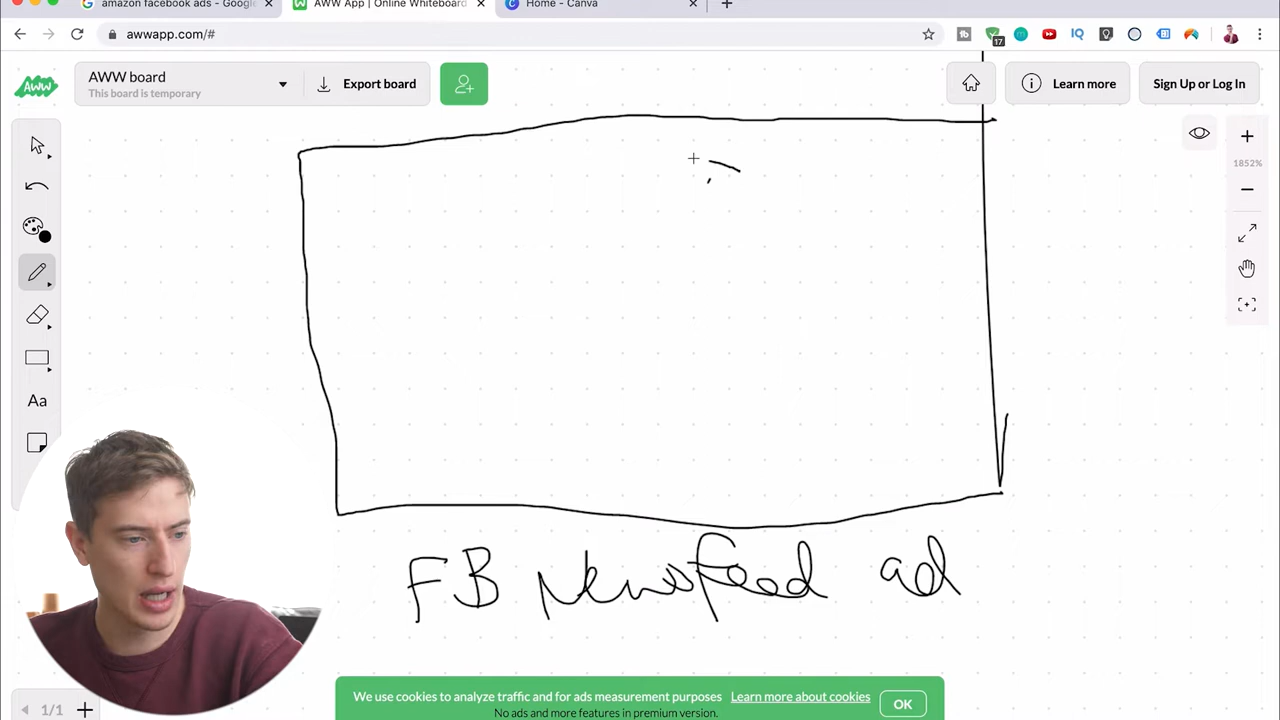 amazon facebook ads - Google
AWW App | Online Whiteboard
Home - Canva
awwapp.com/#
17
AWW
AWW board
This board is temporary
Export board
Learn more
Sign Up or Log In
1852%
Aa
FB Newsfeed ad
We use cookies to analyze traffic and for ads measurement purposes Learn more about cookies
No ads and more features in premium version.
OK
1/1